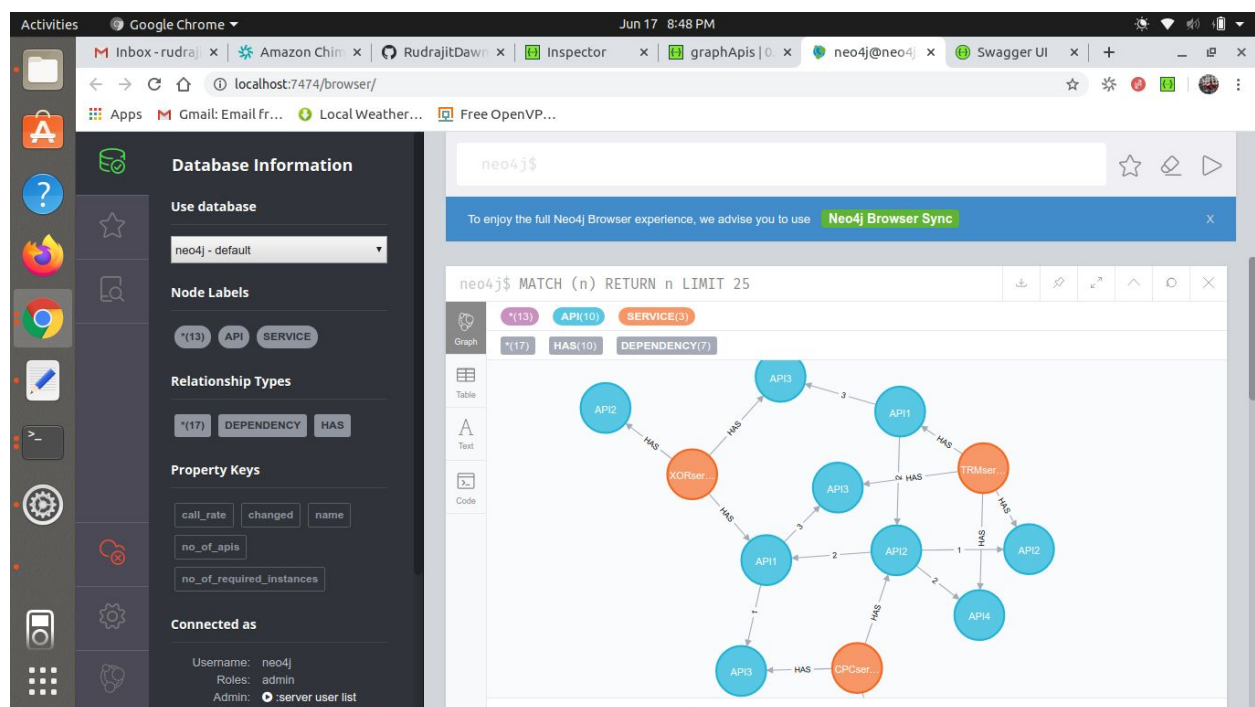 Activities
Google Chrome
Jun 17 8:48 PM
Inbox - rudraj
Amazon Chim
RudrajitDawn
Inspector
graphApis | 0.
neo4j@neo4j
Swagger UI
localhost:7474/browser/
Apps
Gmail: Email fr...
Local Weather...
Free OpenVP...
Database Information
Use database
neo4j - default
Node Labels
*(13) API SERVICE
Relationship Types
*(17) DEPENDENCY HAS
Property Keys
call_rate changed name
no_of_apis
no_of_required_instances
Connected as
Username: neo4j
Roles: admin
Admin: :server user list
neo4j$
To enjoy the full Neo4j Browser experience, we advise you to use Neo4j Browser Sync
x
neo4j$ MATCH (n) RETURN n LIMIT 25
Graph
Table
Text
Code
*(13) API(10) SERVICE(3)
*(17) HAS(10) DEPENDENCY(7)
API3
API2
3
API1
HAS
HAS
HAS
XORser...
API3
2
HAS
TRMser...
HAS
3
HAS
HAS
API1
2
API2
1
API2
2
1
HAS
API4
API3
HAS
CPCser...